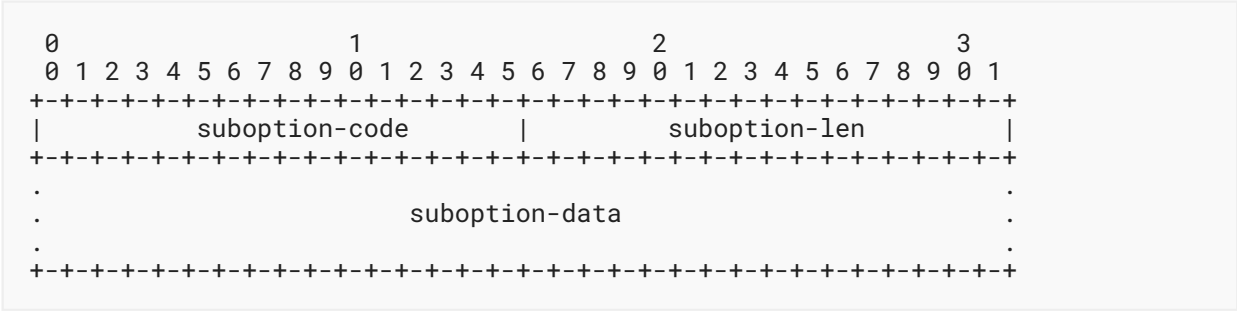 0                   1                   2                   3
 0 1 2 3 4 5 6 7 8 9 0 1 2 3 4 5 6 7 8 9 0 1 2 3 4 5 6 7 8 9 0 1
+-+-+-+-+-+-+-+-+-+-+-+-+-+-+-+-+-+-+-+-+-+-+-+-+-+-+-+-+-+-+-+-+
|          suboption-code       |         suboption-len         |
+-+-+-+-+-+-+-+-+-+-+-+-+-+-+-+-+-+-+-+-+-+-+-+-+-+-+-+-+-+-+-+-+
.                                                               .
.                        suboption-data                         .
.                                                               .
+-+-+-+-+-+-+-+-+-+-+-+-+-+-+-+-+-+-+-+-+-+-+-+-+-+-+-+-+-+-+-+-+